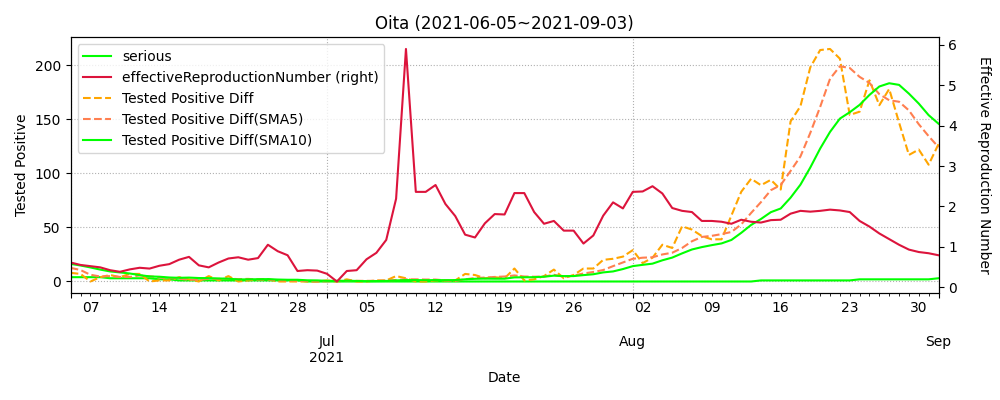 Oita (2021-06-05~2021-09-03)
serious
effectiveReproductionNumber (right)
Tested Positive Diff
Tested Positive Diff(SMA5)
Tested Positive Diff(SMA10)
Tested Positive
200
150
100
50
0
Effective Reproduction Number
6
5
4
3
2
1
0
07 14 21 28 05 12 19 26 02 09 16 23 30
Jul Aug Sep
2021
Date